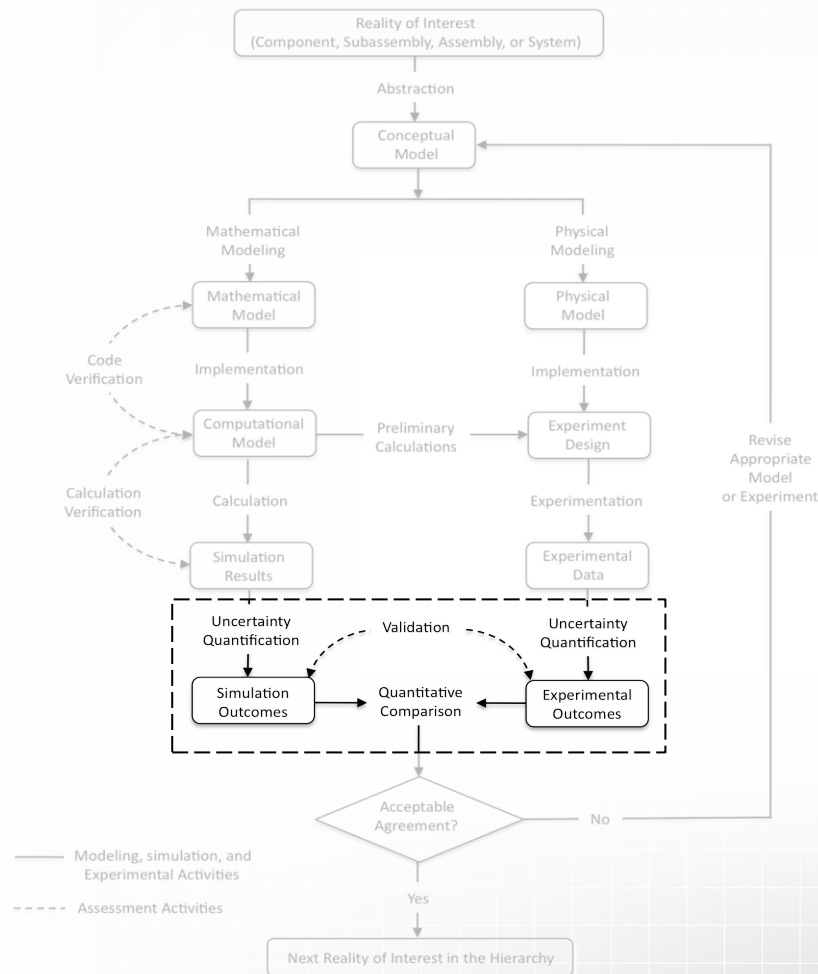 Reality of Interest
(Component, Subassembly, Assembly, or System)
Abstraction
Conceptual
Model
Mathematical
Modeling
Physical
Modeling
Mathematical
Model
Physical
Model
Code
Verification
Implementation
Implementation
Computational
Model
Preliminary
Calculations
Experiment
Design
Revise
Appropriate
Model
or Experiment
Calculation
Verification
Calculation
Experimentation
Simulation
Results
Experimental
Data
Uncertainty
Quantification
Validation
Uncertainty
Quantification
Simulation
Outcomes
Quantitative
Comparison
Experimental
Outcomes
Acceptable
Agreement?
No
Modeling, simulation, and
Experimental Activities
Assessment Activities
Yes
Next Reality of Interest in the Hierarchy